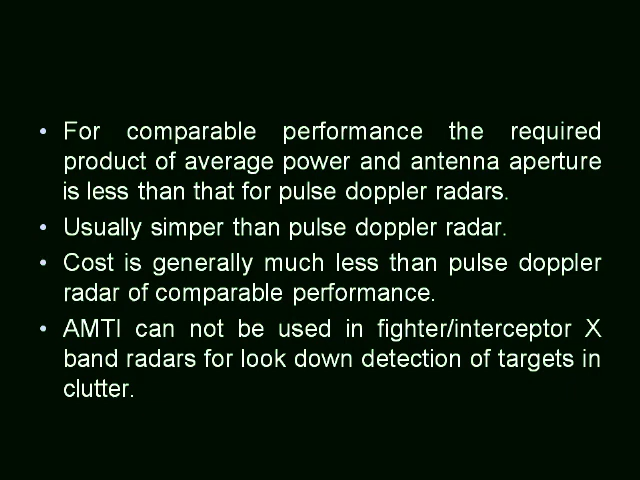 • For comparable performance the required
product of average power and antenna aperture
is less than that for pulse doppler radars.
• Usually simper than pulse doppler radar.
• Cost is generally much less than pulse doppler
radar of comparable performance.
• AMTI can not be used in fighter/interceptor X
band radars for look down detection of targets in
clutter.